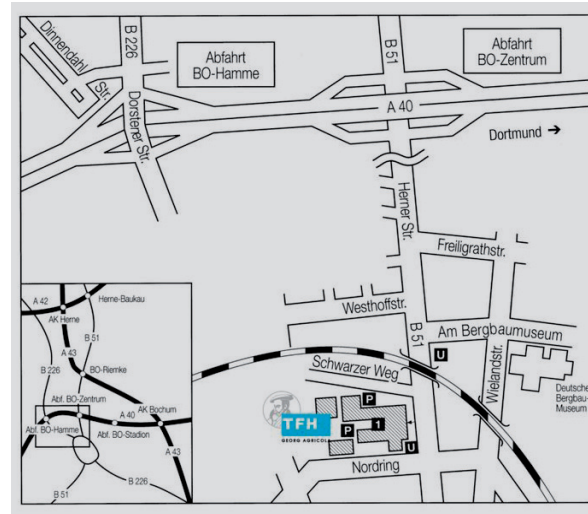 Dinnendahl
Str.
B 226
Dorstener Str.
Abfahrt
BO-Hamme
B 51
Abfahrt
BO-Zentrum
A 40
Dortmund →
Herner Str.
Freiligrathstr.
Westhoffstr.
B 51
Am Bergbaumuseum
U
Schwarzer Weg
Wielandstr.
Deutsches
Bergbau-
Museum
P
TFH
GEORG AGRICOLA
P
1
U
Nordring
A 42
Herne-Baukau
AK Herne
A 43
B 51
B 226
BO-Riemke
Abf. BO-Zentrum
A 40
AK Bochum
Abf. BO-Hamme
Abf. BO-Stadion
A 43
B 51
B 226